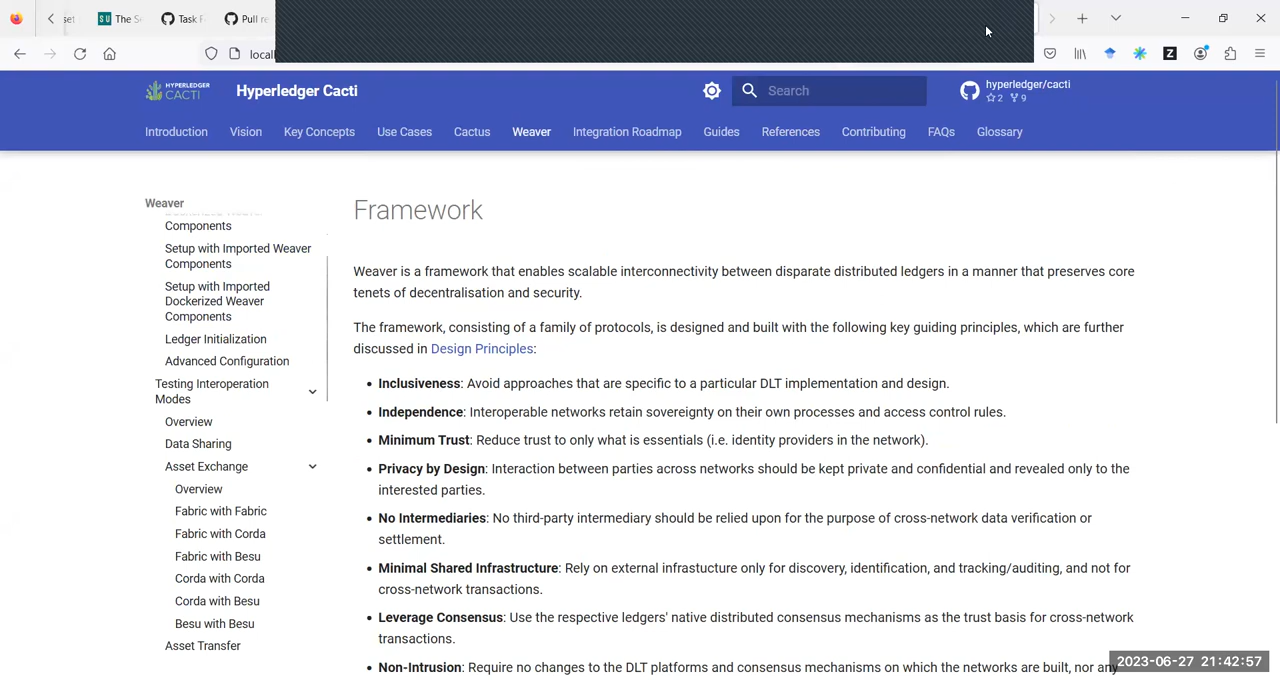 set
The S
Task F
Pull re
local
Z
HYPERLEDGER
CACTI
Hyperledger Cacti
Search
hyperledger/cacti
2 9
Introduction Vision Key Concepts Use Cases Cactus Weaver Integration Roadmap Guides References Contributing FAQs Glossary
Weaver
Components
Setup with Imported Weaver
Components
Setup with Imported
Dockerized Weaver
Components
Ledger Initialization
Advanced Configuration
Testing Interoperation
Modes
Overview
Data Sharing
Asset Exchange
Overview
Fabric with Fabric
Fabric with Corda
Fabric with Besu
Corda with Corda
Corda with Besu
Besu with Besu
Asset Transfer
Framework
Weaver is a framework that enables scalable interconnectivity between disparate distributed ledgers in a manner that preserves core
tenets of decentralisation and security.
The framework, consisting of a family of protocols, is designed and built with the following key guiding principles, which are further
discussed in Design Principles:
• Inclusiveness: Avoid approaches that are specific to a particular DLT implementation and design.
• Independence: Interoperable networks retain sovereignty on their own processes and access control rules.
• Minimum Trust: Reduce trust to only what is essentials (i.e. identity providers in the network).
• Privacy by Design: Interaction between parties across networks should be kept private and confidential and revealed only to the
interested parties.
• No Intermediaries: No third-party intermediary should be relied upon for the purpose of cross-network data verification or
settlement.
• Minimal Shared Infrastructure: Rely on external infrastucture only for discovery, identification, and tracking/auditing, and not for
cross-network transactions.
• Leverage Consensus: Use the respective ledgers' native distributed consensus mechanisms as the trust basis for cross-network
transactions.
• Non-Intrusion: Require no changes to the DLT platforms and consensus mechanisms on which the networks are built, nor any
2023-06-27 21:42:57